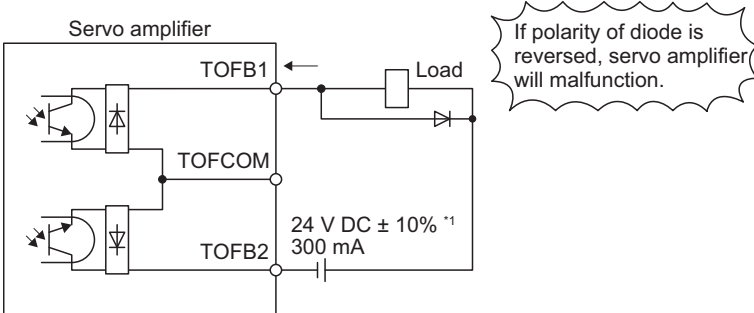 Servo amplifier
If polarity of diode is
reversed, servo amplifier
will malfunction.
TOFB1
Load
TOFCOM
24 V DC ± 10% *1
300 mA
TOFB2